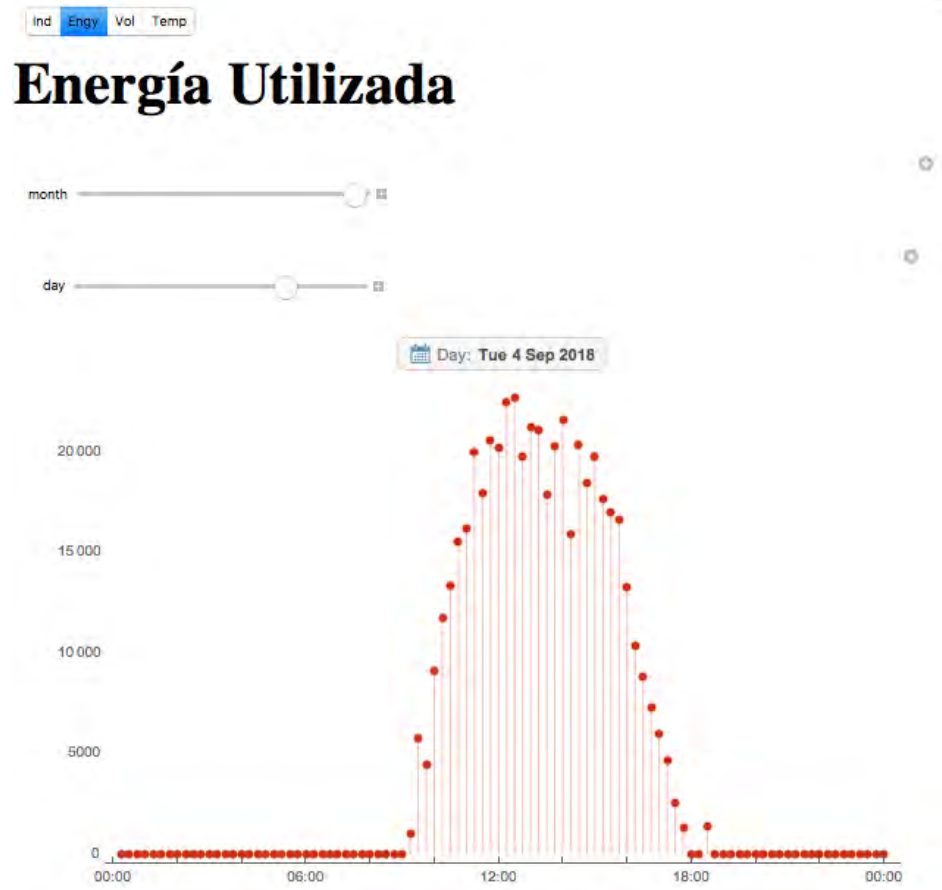 Ind Engy Vol Temp
Energía Utilizada
month
day
Day: Tue 4 Sep 2018
20 000
15 000
10 000
5000
0
00:00 06:00 12:00 18:00 00:00